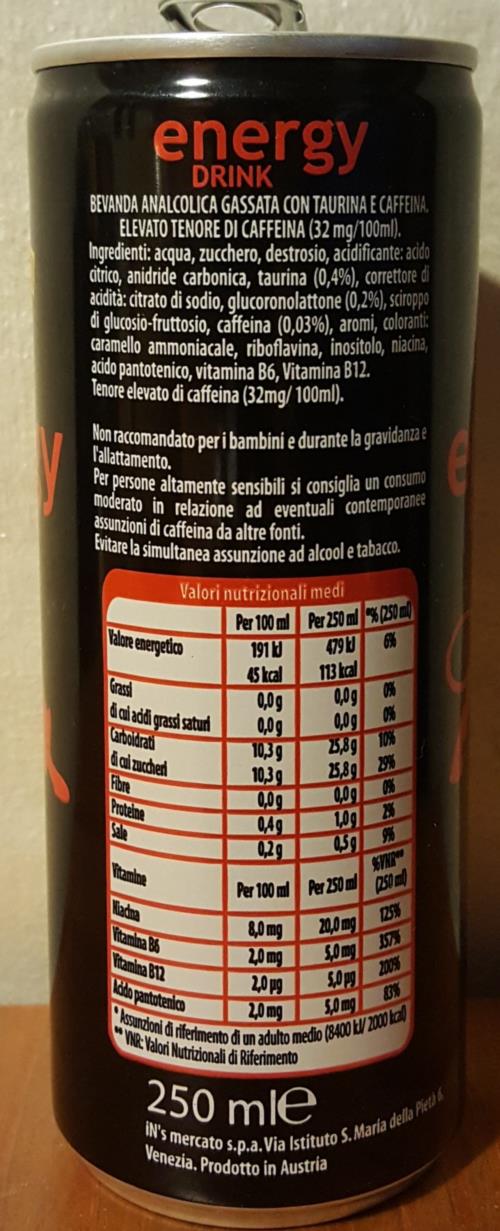 energy
DRINK
BEVANDA ANALCOLICA GASSATA CON TAURINA E CAFFEINA.
ELEVATO TENORE DI CAFFEINA (32 mg/100ml).
Ingredienti: acqua, zucchero, destrosio, acidificante: acido
citrico, anidride carbonica, taurina (0,4%), correttore di
acidità: citrato di sodio, glucoronolattone (0,2%), sciroppo
di glucosio-fruttosio, caffeina (0,03%), aromi, coloranti:
caramello ammoniacale, riboflavina, inositolo, niacina,
acido pantotenico, vitamina B6, Vitamina B12.
Tenore elevato di caffeina (32mg/ 100ml).
Non raccomandato per i bambini e durante la gravidanza e
l'allattamento.
Per persone altamente sensibili si consiglia un consumo
moderato in relazione ad eventuali contemporanee
assunzioni di caffeina da altre fonti.
Evitare la simultanea assunzione ad alcool e tabacco.
Valori nutrizionali medi
Per 100 ml Per 250 ml *% (250 ml)
Valore energetico 191 kJ 479 kJ 6%
45 kcal 113 kcal
Grassi 0,0 g 0,0 g 0%
di cui acidi grassi saturi 0,0 g 0,0 g 0%
Carboidrati 10,3 g 25,8 g 10%
di cui zuccheri 10,3 g 25,8 g 29%
Fibre 0,0 g 0,0 g 0%
Proteine 0,4 g 1,0 g 2%
Sale 0,2 g 0,5 g 9%
Vitamine Per 100 ml Per 250 ml %VNR** (250 ml)
Niacina 8,0 mg 20,0 mg 125%
Vitamina B6 2,0 mg 5,0 mg 357%
Vitamina B12 2,0 µg 5,0 µg 200%
Acido pantotenico 2,0 mg 5,0 mg 83%
* Assunzioni di riferimento di un adulto medio (8400 kJ/ 2000 kcal)
** VNR: Valori Nutrizionali di Riferimento
250 ml e
iN's mercato s.p.a. Via Istituto S. Maria della Pietà 6,
Venezia. Prodotto in Austria